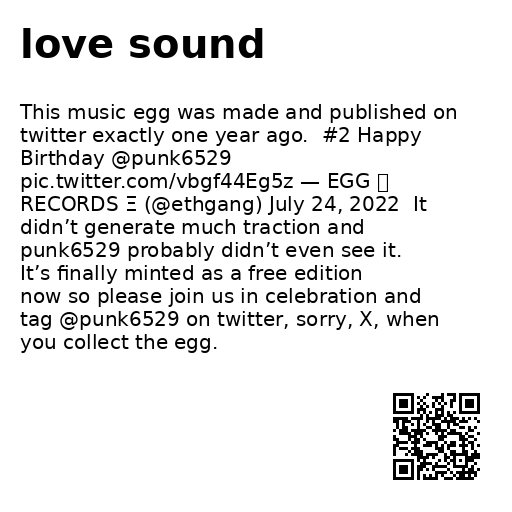 love sound
This music egg was made and published on
twitter exactly one year ago.  #2 Happy
Birthday @punk6529
pic.twitter.com/vbgf44Eg5z — EGG ▯
RECORDS Ξ (@ethgang) July 24, 2022  It
didn’t generate much traction and
punk6529 probably didn’t even see it.
It’s finally minted as a free edition
now so please join us in celebration and
tag @punk6529 on twitter, sorry, X, when
you collect the egg.